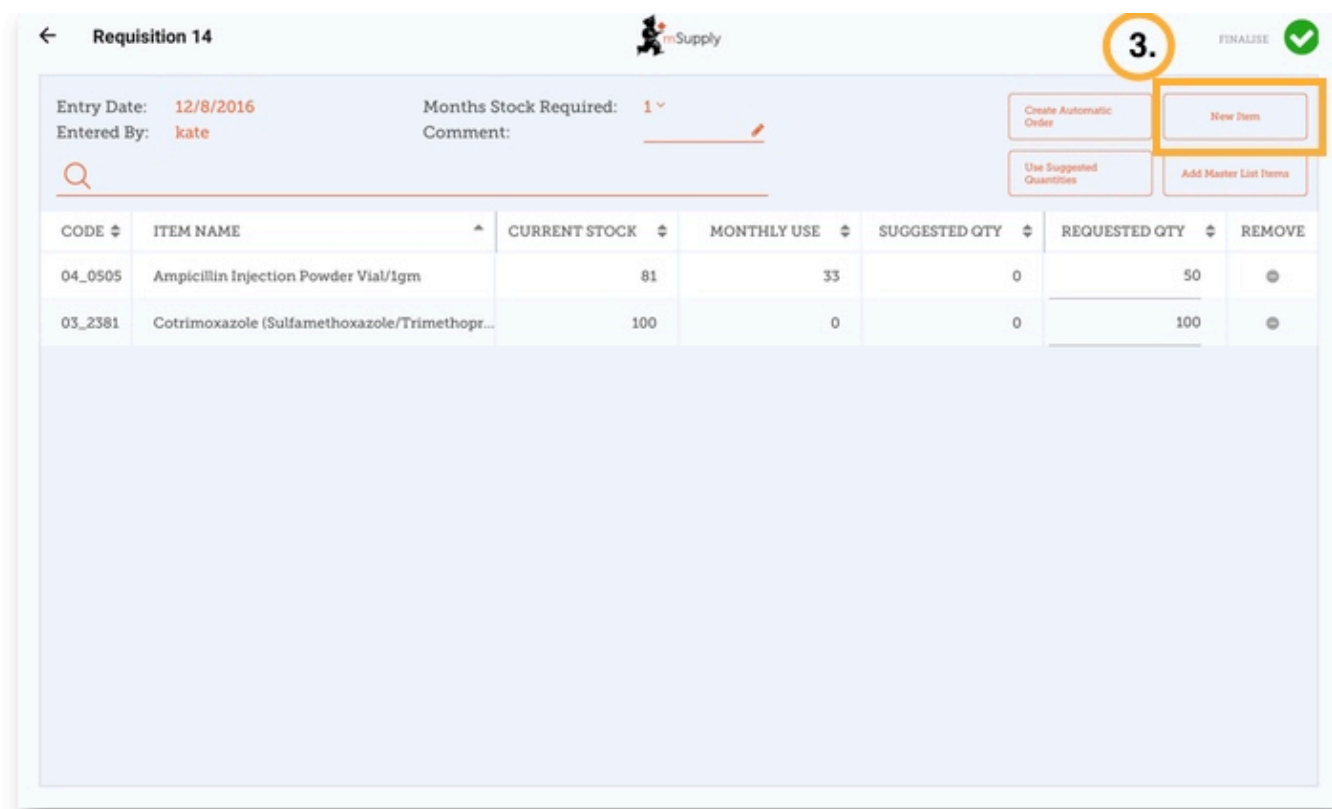 Requisition 14
mSupply
3.
FINALISE
Entry Date: 12/8/2016
Months Stock Required: 1
Entered By: kate
Comment:
Create Automatic
Order
New Item
Use Suggested
Quantities
Add Master List Items
CODE ITEM NAME CURRENT STOCK MONTHLY USE SUGGESTED QTY REQUESTED QTY REMOVE
04_0505 Ampicillin Injection Powder Vial/1gm 81 33 0 50
03_2381 Cotrimoxazole (Sulfamethoxazole/Trimethopr... 100 0 0 100